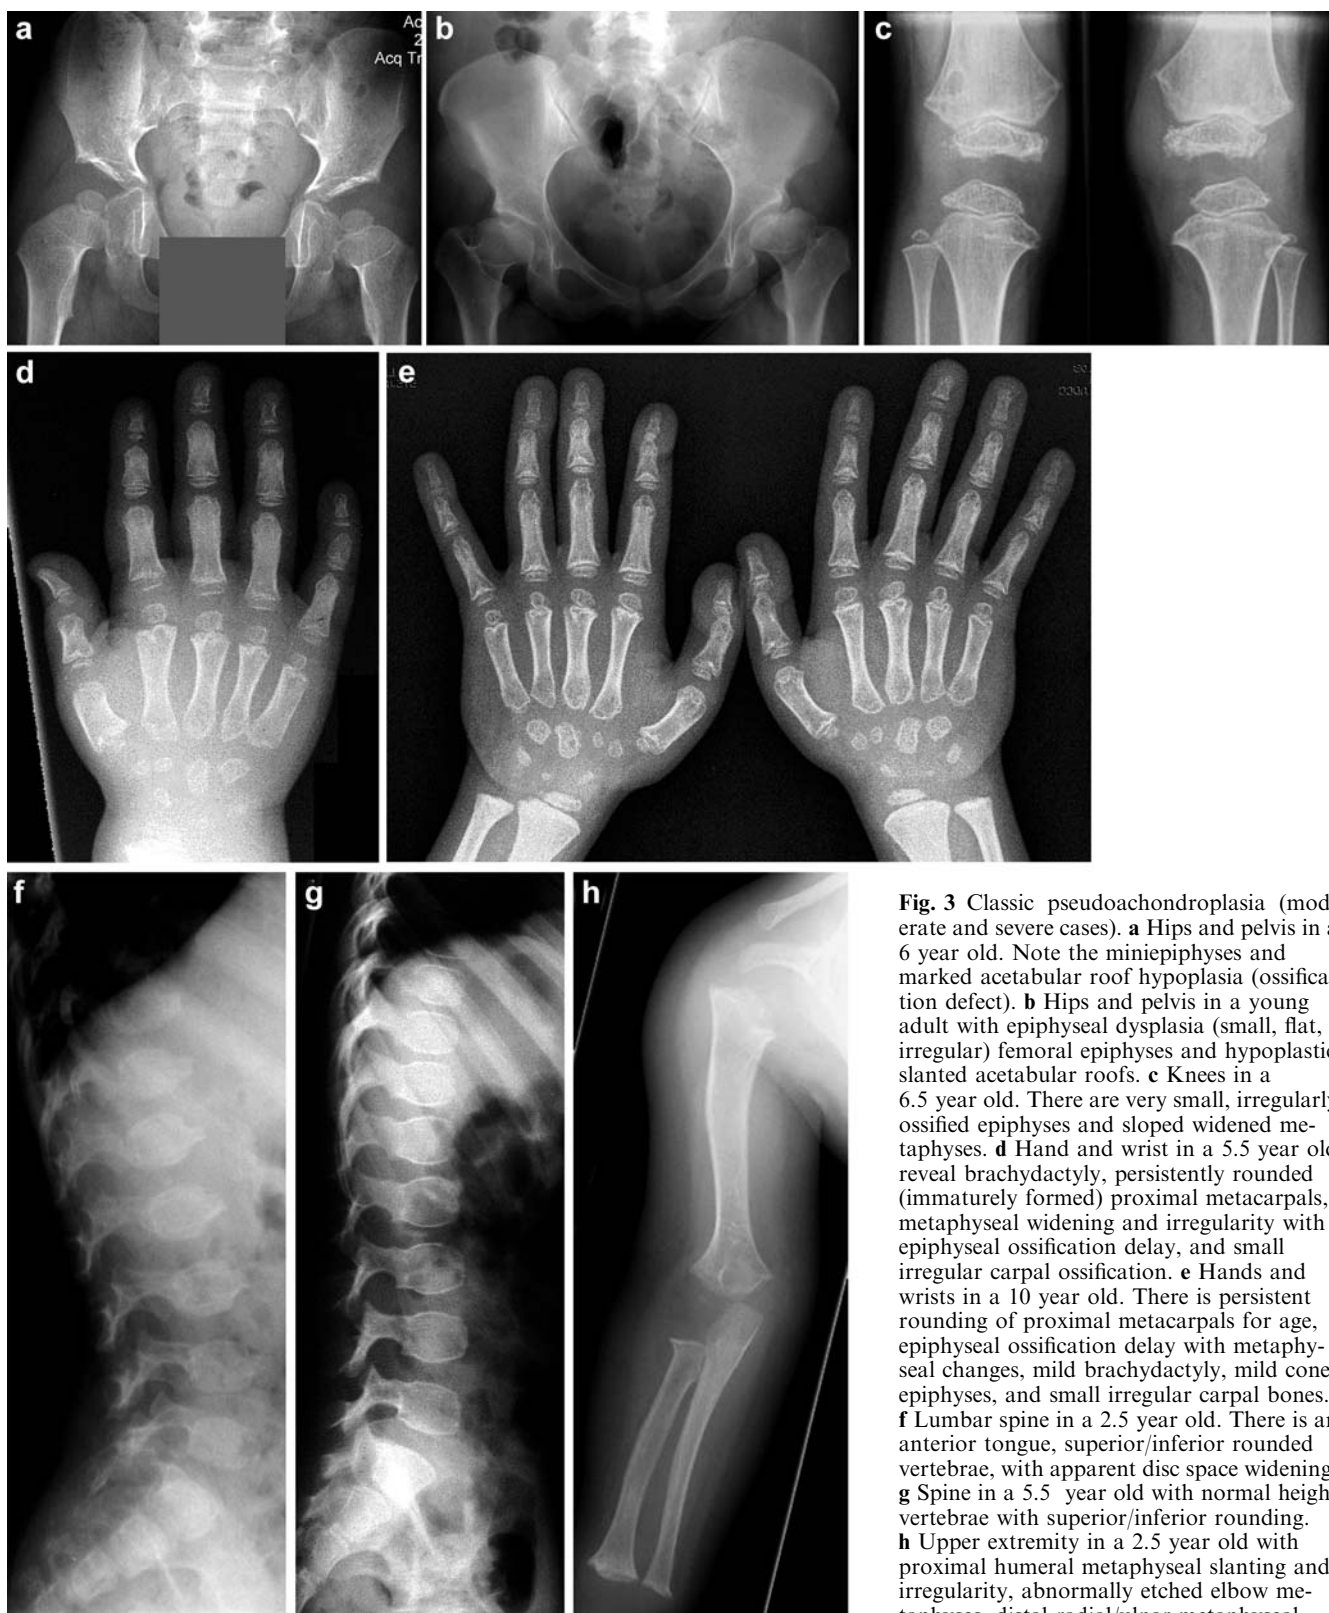 a
Ac
2
Acq Tr
b
c
d
e
f
g
h
Fig. 3 Classic pseudoachondroplasia (mod
erate and severe cases). a Hips and pelvis in a
6 year old. Note the miniepiphyses and
marked acetabular roof hypoplasia (ossifica
tion defect). b Hips and pelvis in a young
adult with epiphyseal dysplasia (small, flat,
irregular) femoral epiphyses and hypoplastic
slanted acetabular roofs. c Knees in a
6.5 year old. There are very small, irregularly
ossified epiphyses and sloped widened me-
taphyses. d Hand and wrist in a 5.5 year old
reveal brachydactyly, persistently rounded
(immaturely formed) proximal metacarpals,
metaphyseal widening and irregularity with
epiphyseal ossification delay, and small
irregular carpal ossification. e Hands and
wrists in a 10 year old. There is persistent
rounding of proximal metacarpals for age,
epiphyseal ossification delay with metaphy-
seal changes, mild brachydactyly, mild cone
epiphyses, and small irregular carpal bones.
f Lumbar spine in a 2.5 year old. There is an
anterior tongue, superior/inferior rounded
vertebrae, with apparent disc space widening
g Spine in a 5.5 year old with normal heigh
vertebrae with superior/inferior rounding.
h Upper extremity in a 2.5 year old with
proximal humeral metaphyseal slanting and
irregularity, abnormally etched elbow me-
taphyses, distal radial/ulnar metaphyseal